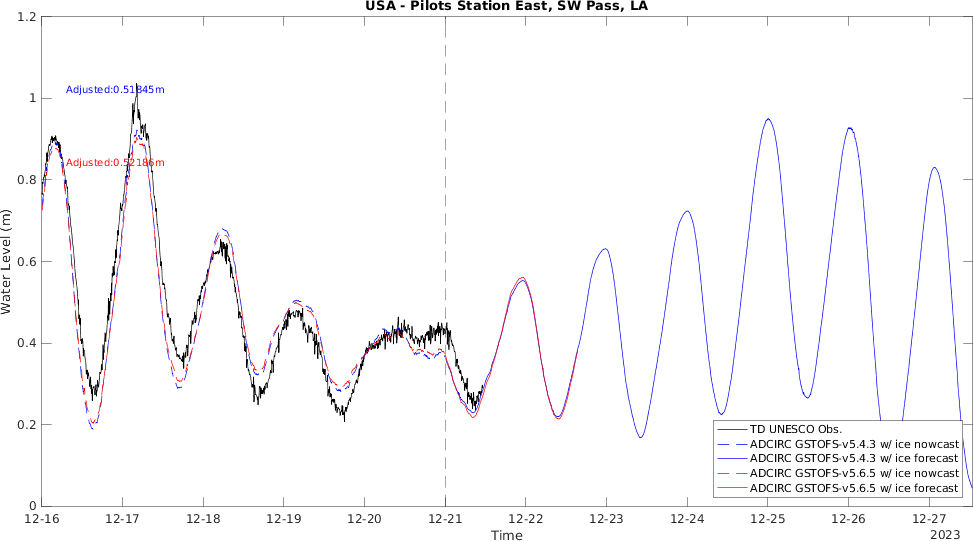 USA - Pilots Station East, SW Pass, LA
1.2
1
0.8
0.6
0.4
0.2
0
Water Level (m)
Adjusted:0.51845m
Adjusted:0.52186m
TD UNESCO Obs.
ADCIRC GSTOFS-v5.4.3 w/ ice nowcast
ADCIRC GSTOFS-v5.4.3 w/ ice forecast
ADCIRC GSTOFS-v5.6.5 w/ ice nowcast
ADCIRC GSTOFS-v5.6.5 w/ ice forecast
12-16 12-17 12-18 12-19 12-20 12-21 12-22 12-23 12-24 12-25 12-26 12-27
Time
2023